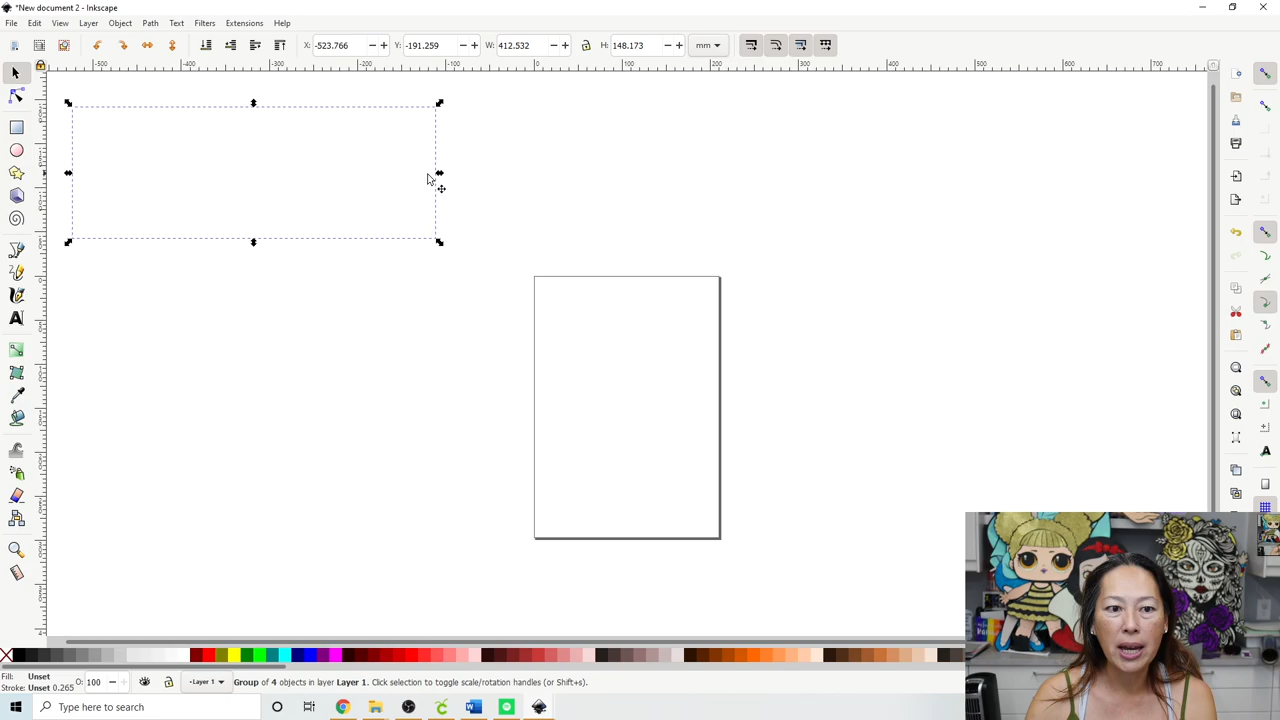 *New document 2 - Inkscape
File Edit View Layer Object Path Text Filters Extensions Help
X: -523.766 Y: -191.259 W: 412.532 H: 148.173 mm
-500 -400 -300 -200 -100 0 100 200 300 400 500 600 700
Fill: Unset
Stroke: Unset 0.265
O: 100
Layer 1
Group of 4 objects in layer Layer 1. Click selection to toggle scale/rotation handles (or Shift+s).
Type here to search